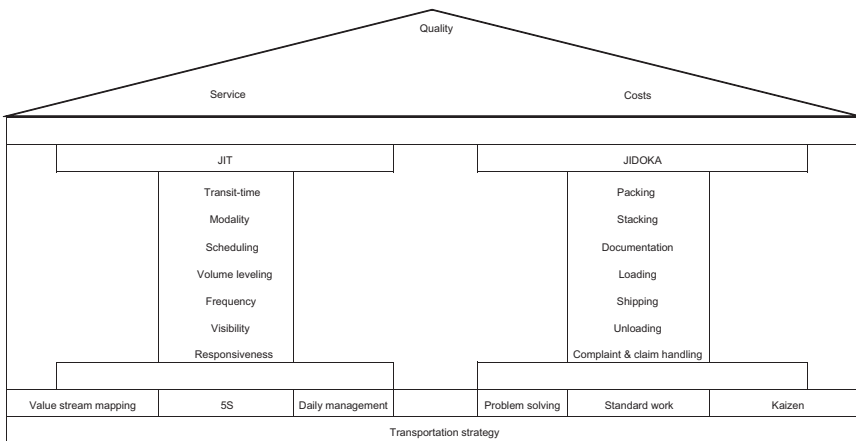 Quality
Service Costs
JIT JIDOKA
Transit-time Packing
Modality Stacking
Scheduling Documentation
Volume leveling Loading
Frequency Shipping
Visibility Unloading
Responsiveness Complaint & claim handling
Value stream mapping 5S Daily management Problem solving Standard work Kaizen
Transportation strategy